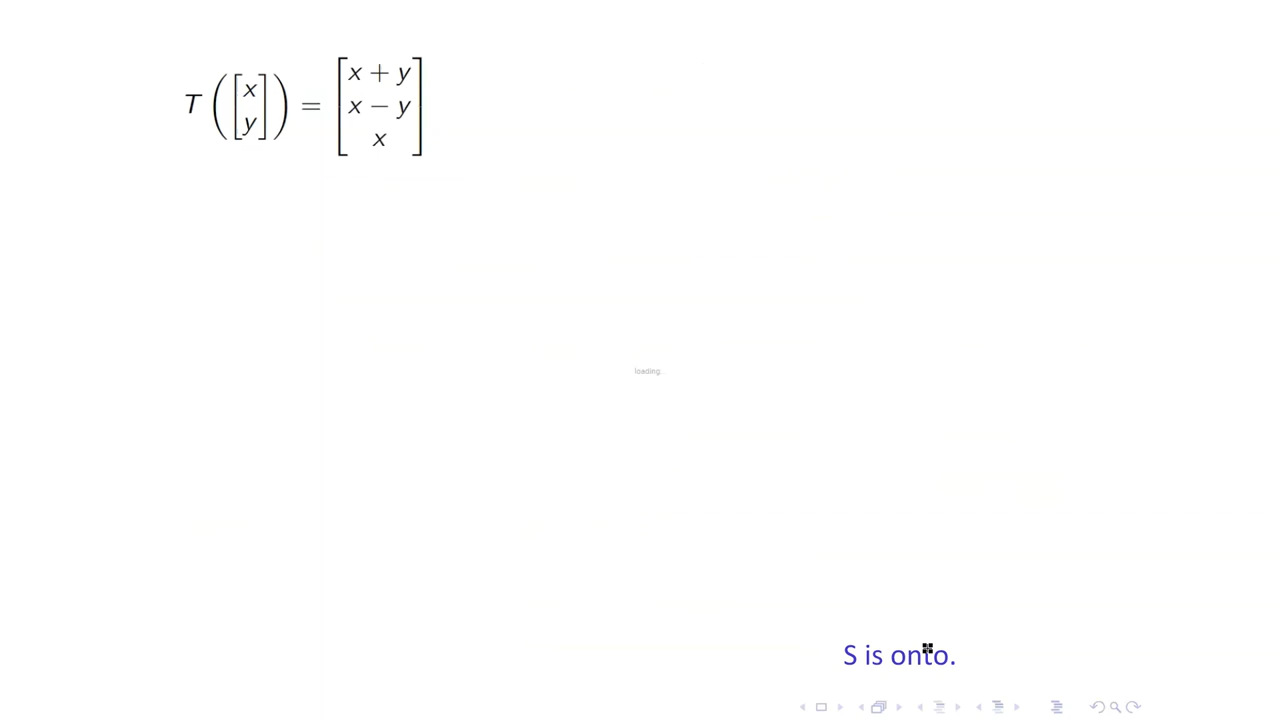 T([x y]) = [x + y x − y x]
loading...
S is onto.